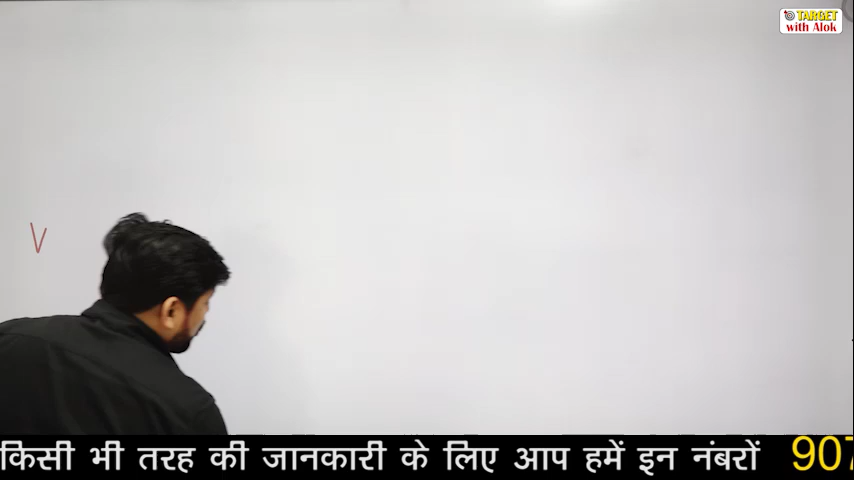 TARGET
with Alok
V
किसी भी तरह की जानकारी के लिए आप हमें इन नंबरों 907